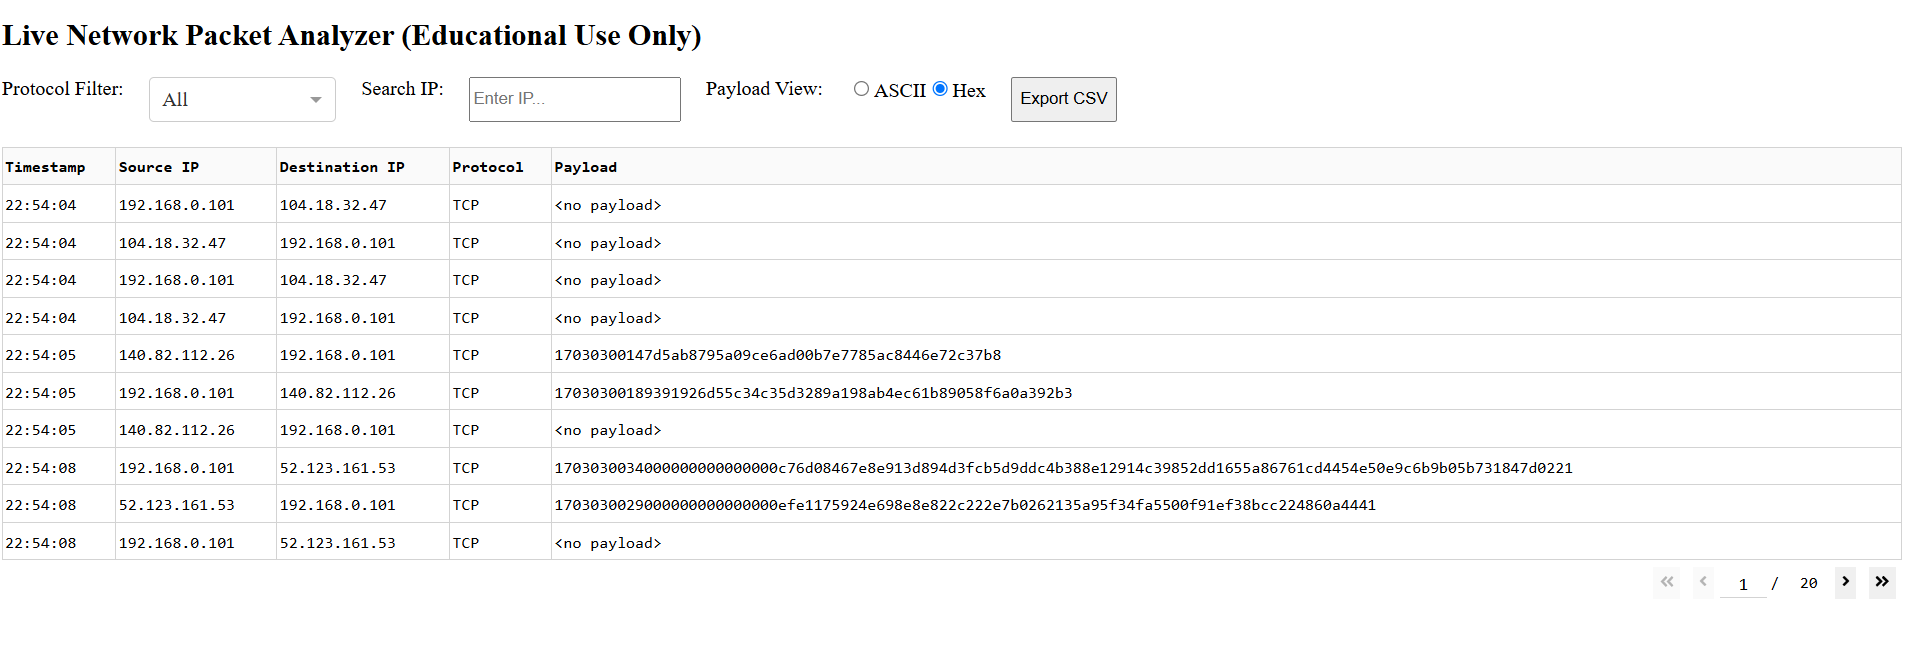 Live Network Packet Analyzer (Educational Use Only)
Protocol Filter: All Search IP: Enter IP... Payload View: ASCII Hex Export CSV
Timestamp Source IP Destination IP Protocol Payload
22:54:04 192.168.0.101 104.18.32.47 TCP <no payload>
22:54:04 104.18.32.47 192.168.0.101 TCP <no payload>
22:54:04 192.168.0.101 104.18.32.47 TCP <no payload>
22:54:04 104.18.32.47 192.168.0.101 TCP <no payload>
22:54:05 140.82.112.26 192.168.0.101 TCP 17030300147d5ab8795a09ce6ad00b7e7785ac8446e72c37b8
22:54:05 192.168.0.101 140.82.112.26 TCP 17030300189391926d55c34c35d3289a198ab4ec61b89058f6a0a392b3
22:54:05 140.82.112.26 192.168.0.101 TCP <no payload>
22:54:08 192.168.0.101 52.123.161.53 TCP 1703030034000000000000000c76d08467e8e913d894d3fcb5d9ddc4b388e12914c39852dd1655a86761cd4454e50e9c6b9b05b731847d0221
22:54:08 52.123.161.53 192.168.0.101 TCP 1703030029000000000000000efe1175924e698e8e822c222e7b0262135a95f34fa5500f91ef38bcc224860a4441
22:54:08 192.168.0.101 52.123.161.53 TCP <no payload>
1 / 20